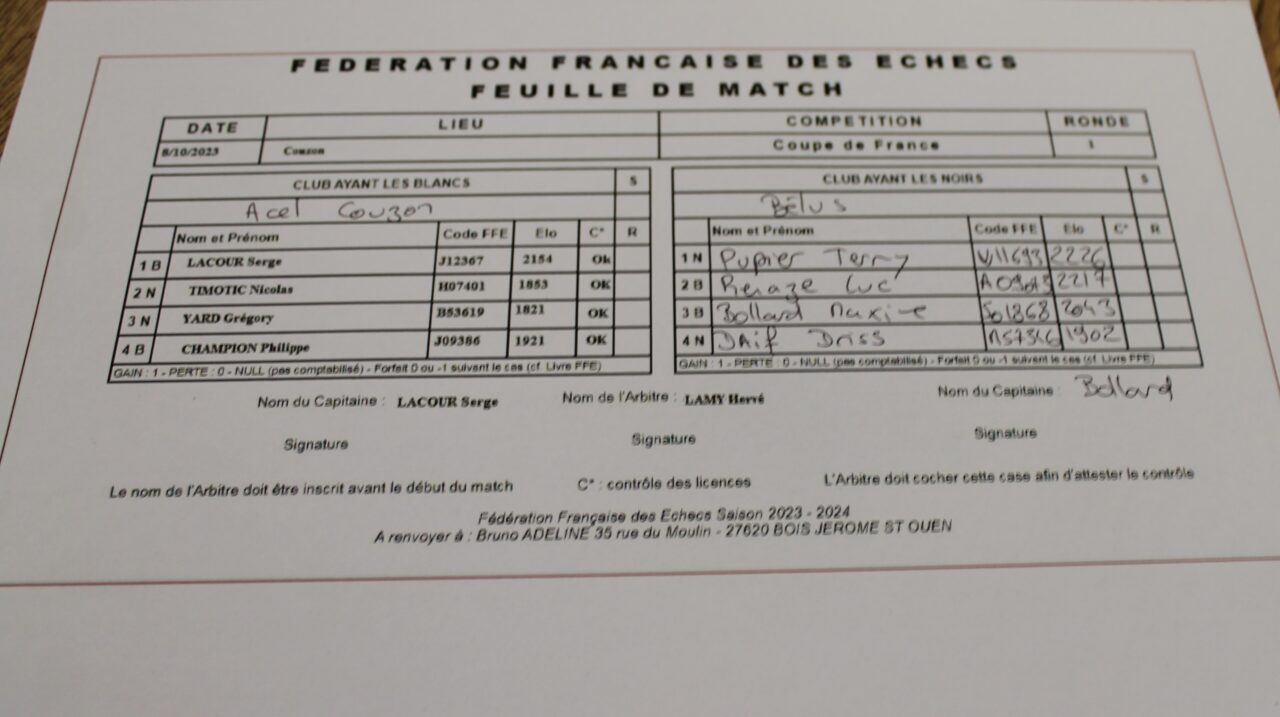 FEDERATION FRANCAISE DES ECHECS
FEUILLE DE MATCH
DATE LIEU COMPETITION RONDE
8/10/2023 Couzon Coupe de France 1
CLUB AYANT LES BLANCS S
Acel Couzon
Nom et Prénom Code FFE Elo C* R
1 B LACOUR Serge J12367 2154 Ok
2 N TIMOTIC Nicolas H07401 1853 OK
3 N YARD Grégory B53619 1821 OK
4 B CHAMPION Philippe J09386 1921 OK
GAIN : 1 - PERTE : 0 - NULL (pas comptabilisé) - Forfait 0 ou -1 suivant le cas (cf. Livre FFE)
CLUB AYANT LES NOIRS S
Bélus
Nom et Prénom Code FFE Elo C* R
1 N Pupier Terry 2226
2 B Luc 2217
3 B Bollard Maxime 2043
4 N DAif Driss 1902
GAIN : 1 - PERTE : 0 - NULL (pas comptabilisé) - Forfait 0 ou -1 suivant le cas (cf. Livre FFE)
Nom du Capitaine : LACOUR Serge Nom de l'Arbitre : LAMY Hervé Nom du Capitaine : Bollard
Signature Signature Signature
Le nom de l'Arbitre doit être inscrit avant le début du match C* : contrôle des licences L'Arbitre doit cocher cette case afin d'attester le contrôle
Fédération Française des Echecs Saison 2023 - 2024
A renvoyer à : Bruno ADELINE 35 rue du Moulin - 27620 BOIS JEROME ST OUEN